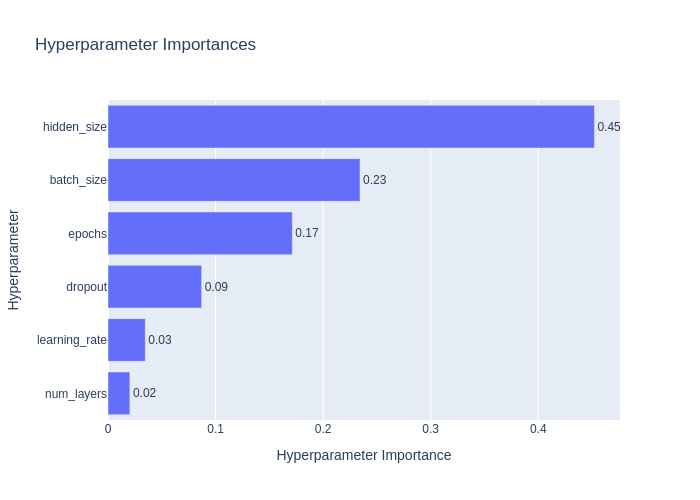 Hyperparameter Importances
hidden_size 0.45
batch_size 0.23
epochs 0.17
dropout 0.09
learning_rate 0.03
num_layers 0.02
0 0.1 0.2 0.3 0.4
Hyperparameter Importance
Hyperparameter